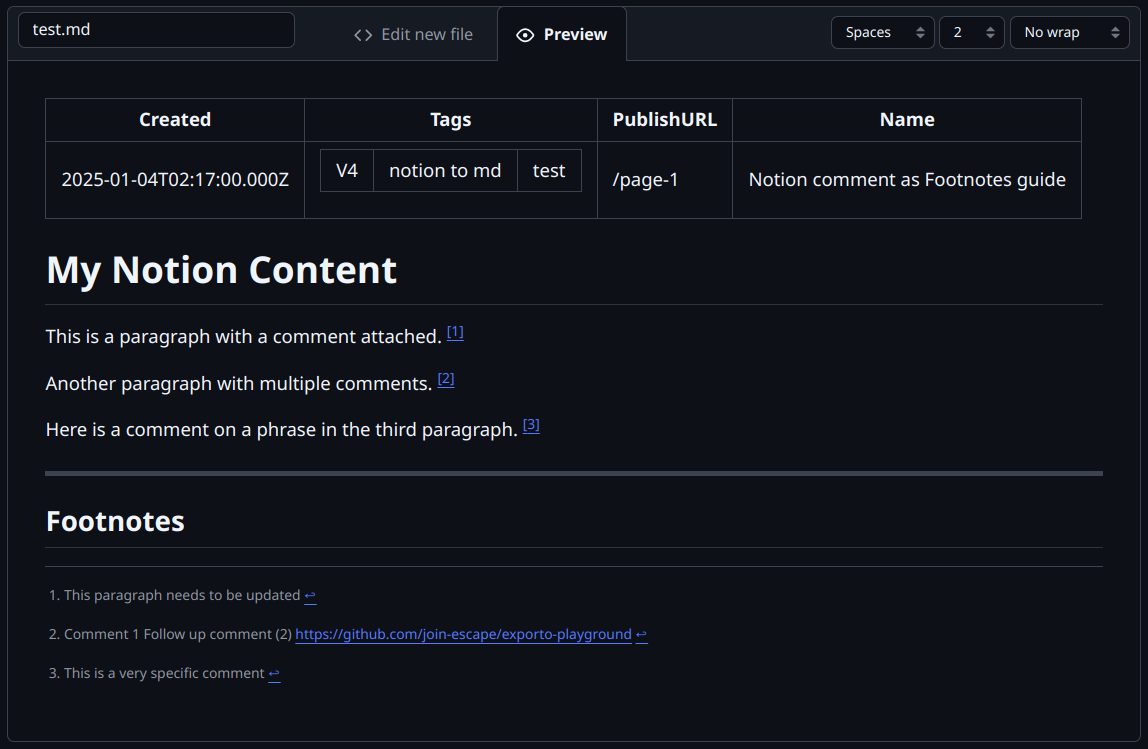 test.md
Edit new file
Preview
Spaces
2
No wrap
Created Tags PublishURL Name
2025-01-04T02:17:00.000Z V4 notion to md test /page-1 Notion comment as Footnotes guide
My Notion Content
This is a paragraph with a comment attached. [1]
Another paragraph with multiple comments. [2]
Here is a comment on a phrase in the third paragraph. [3]
Footnotes
1. This paragraph needs to be updated ↩
2. Comment 1 Follow up comment (2) https://github.com/join-escape/exporto-playground ↩
3. This is a very specific comment ↩